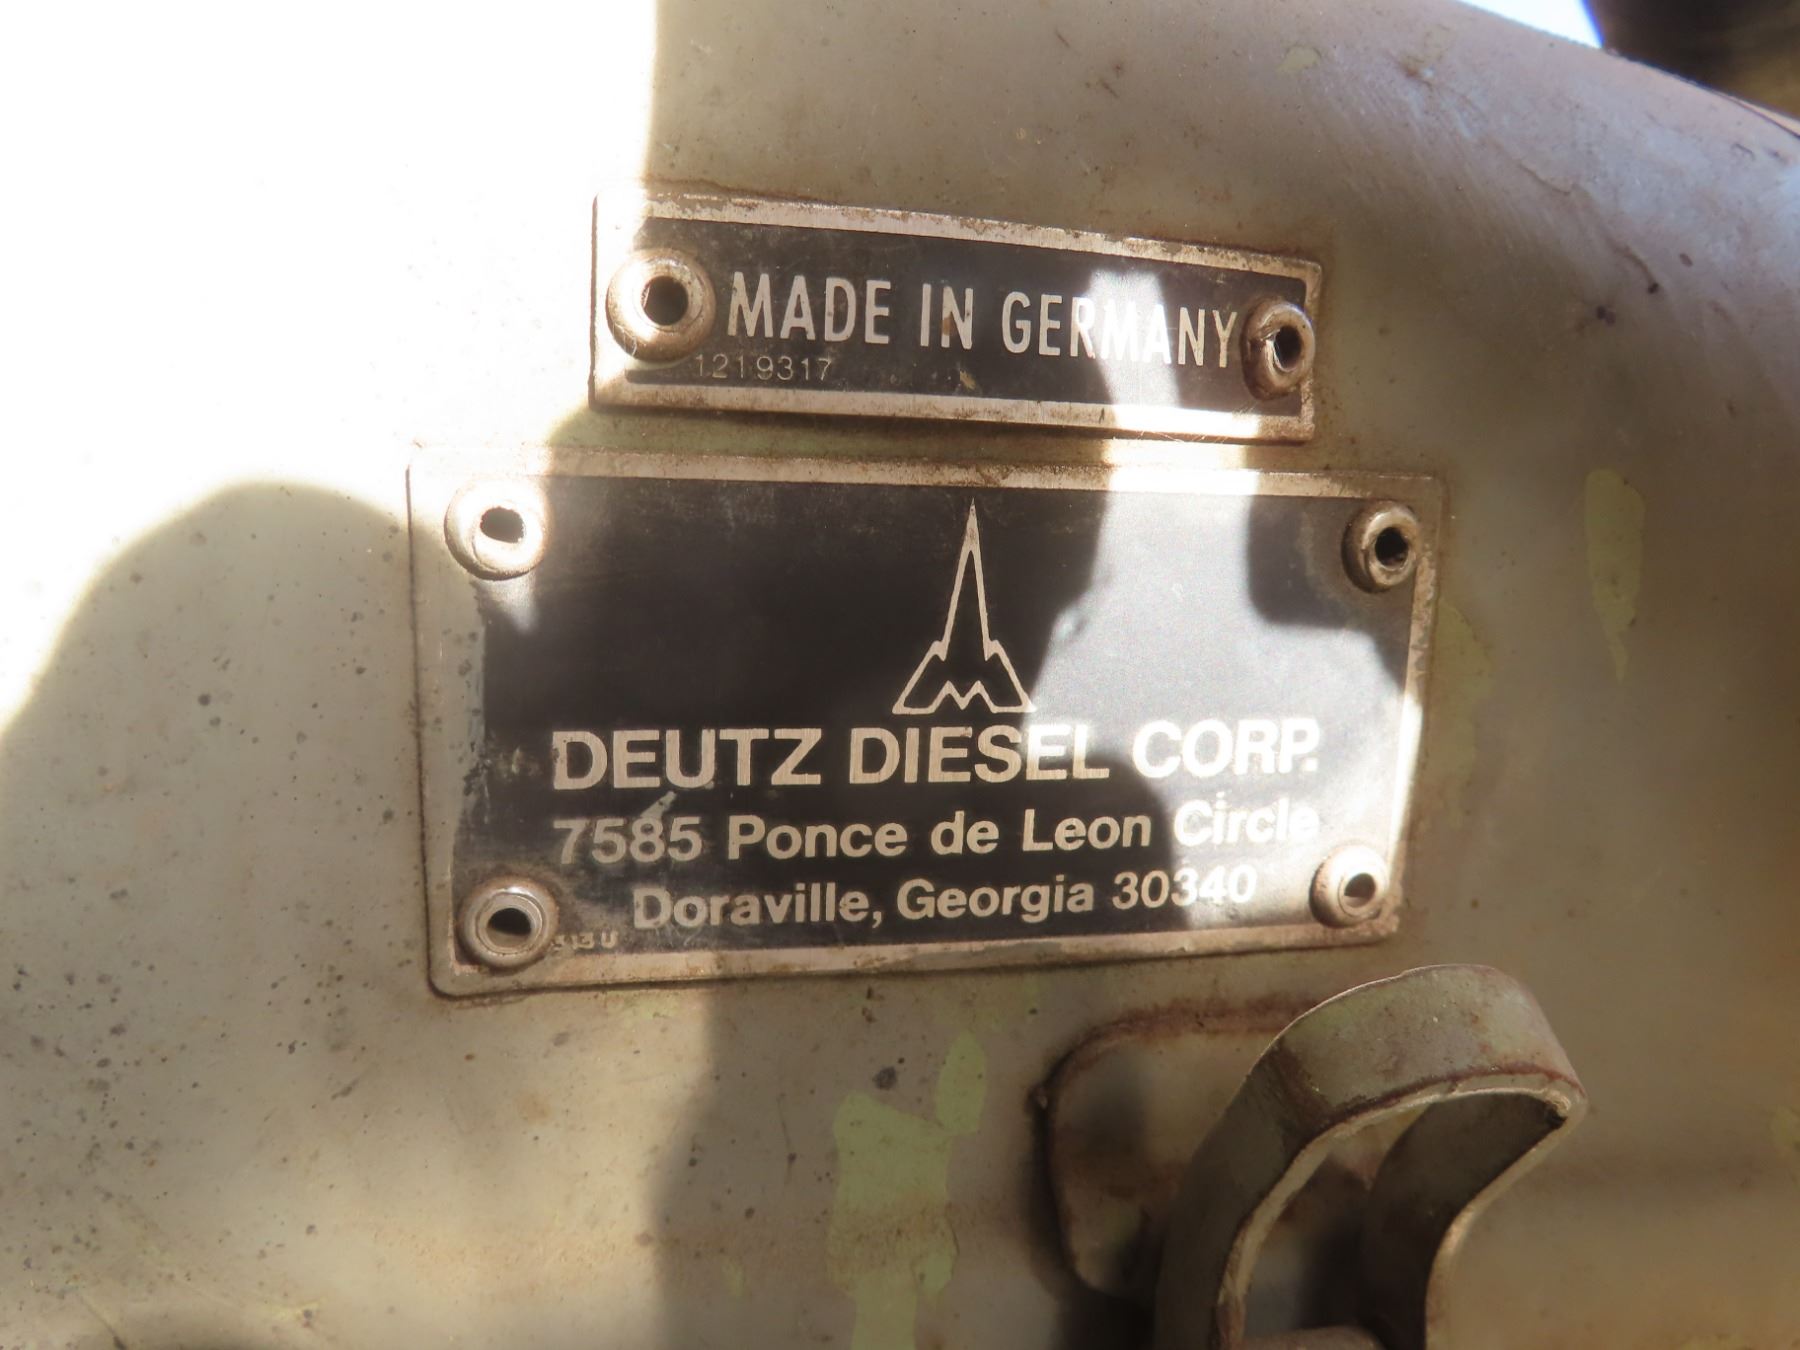 MADE IN GERMANY
1219317
DEUTZ DIESEL CORP.
7585 Ponce de Leon Circle
Doraville, Georgia 30340